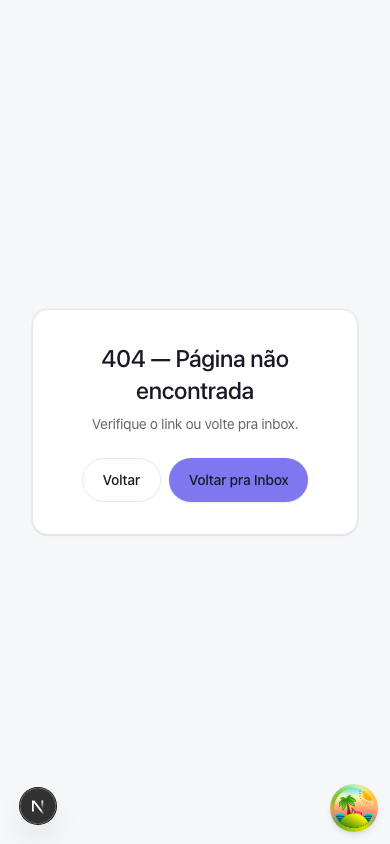 404 — Página não
encontrada
Verifique o link ou volte pra inbox.
Voltar
Voltar pra Inbox
N